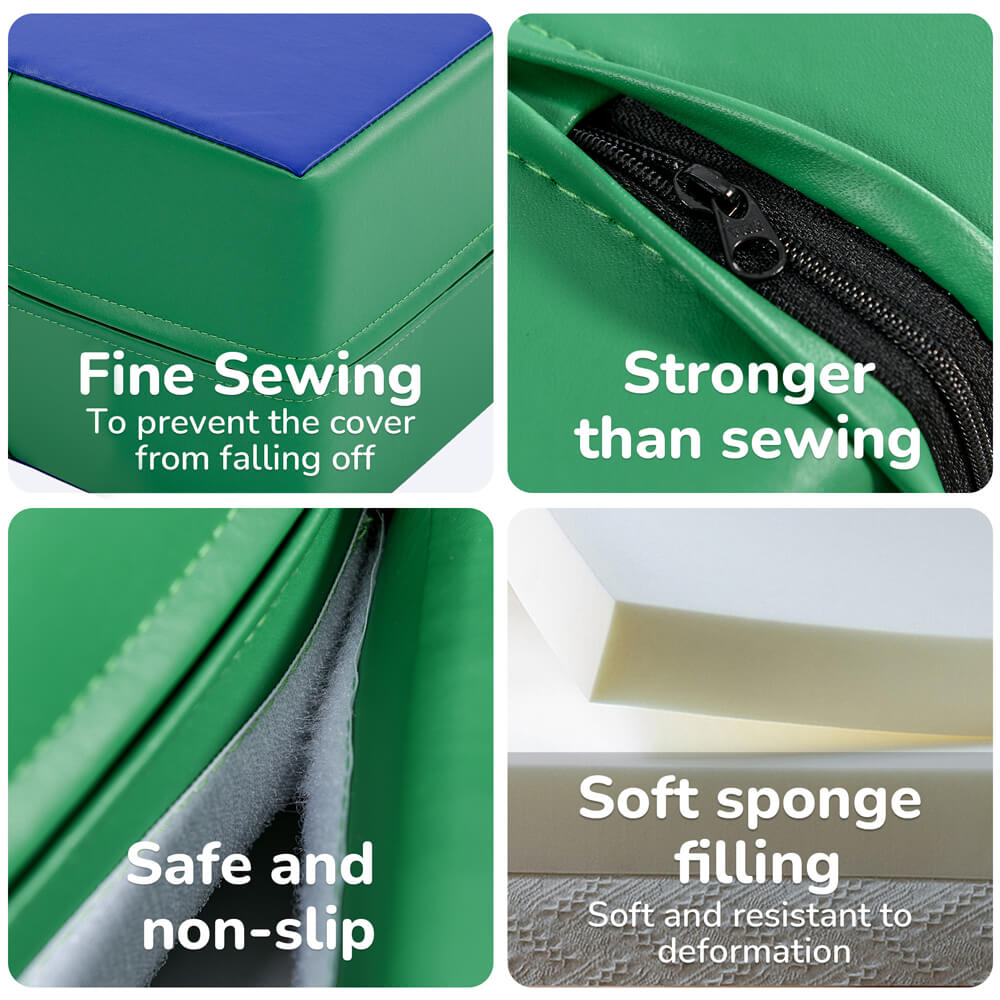 Fine Sewing
To prevent the cover
from falling off
Stronger
than sewing
Safe and
non-slip
Soft sponge
filling
Soft and resistant to
deformation